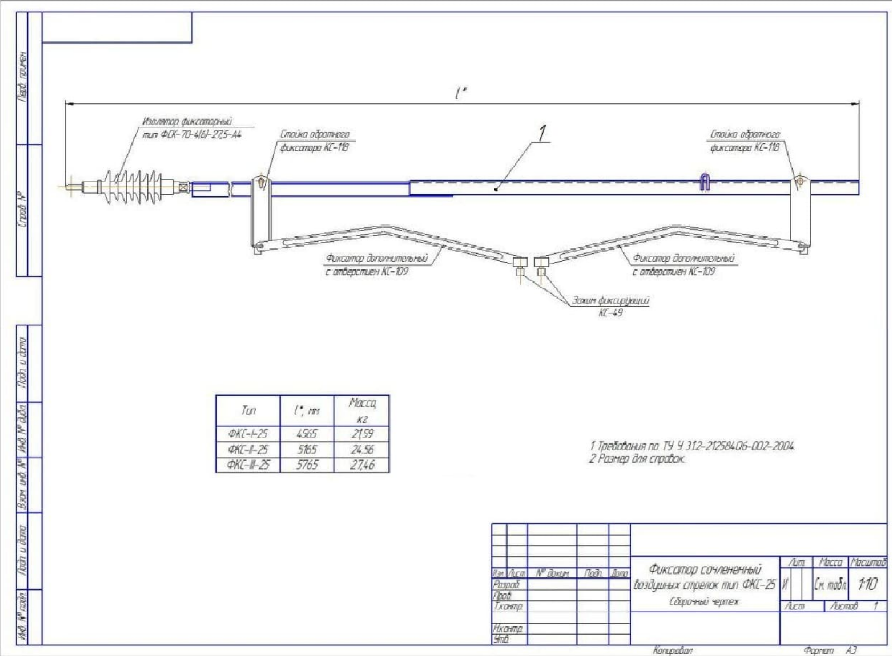 Перв. примен.
Справ. №
Подп. и дата
Инв. № дубл.
Взам. инв. №
Подп. и дата
Инв. № подл.
l*
Изолятор фиксаторный
тип ФСК-70-4(6)-27,5-А4
Стойка обратного
фиксатора КС-118
1
Стойка обратного
фиксатора КС-118
Фиксатор дополнительный
с отверстием КС-109
Фиксатор дополнительный
с отверстием КС-109
Зажим фиксирующий
КС-49
Тип l*, мм Масса,
кг
ФКС-I-25 4565 21,99
ФКС-II-25 5165 24.56
ФКС-III-25 5765 27,46
1 Требования по ТУ У 31.2-21258406-002-2004.
2 Размер для справок.
Изм. Лист № докум. Подп. Дата
Разраб.
Пров.
Т.контр.
Н.контр.
Утв.
Фиксатор сочлененный
воздушных стрелок тип ФКС-25
Сборочный чертеж
Лит. Масса Масштаб
И См. табл. 1:10
Лист Листов 1
Копировал Формат А3